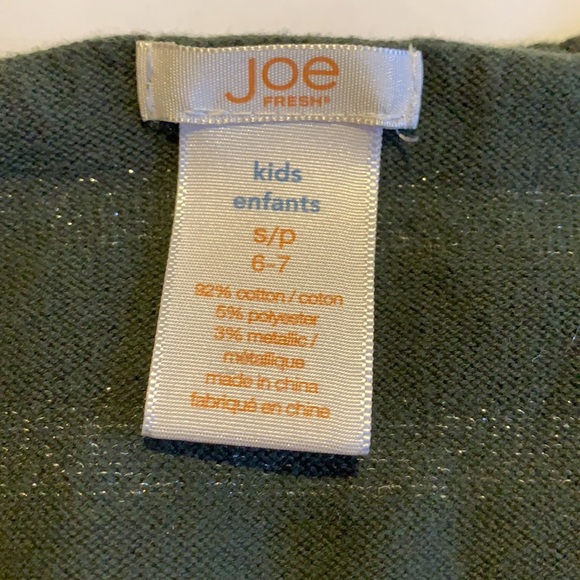 Joe
FRESH®
kids
enfants
s/p
6-7
92% cotton / coton
5% polyester
3% metallic /
métallique
made in china
fabriqué en chine